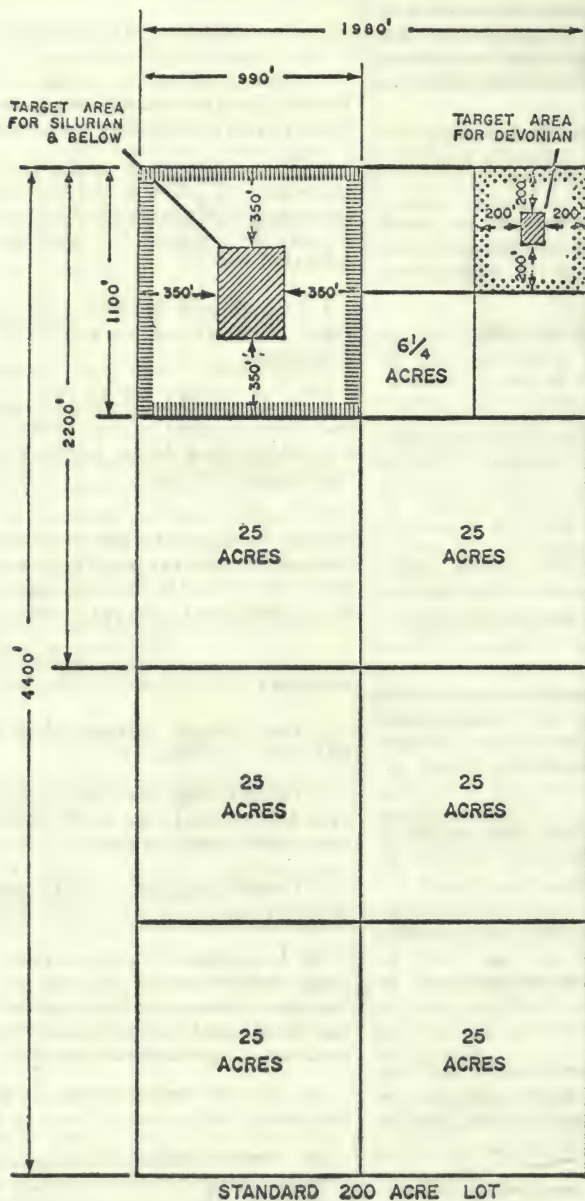 1980'
990'
TARGET AREA
FOR SILURIAN
& BELOW
TARGET AREA
FOR DEVONIAN
350'
200'
200'
200'
200'
350'
350'
350'
1100'
6 1/4
ACRES
2200'
25
ACRES
25
ACRES
4400'
25
ACRES
25
ACRES
25
ACRES
25
ACRES
STANDARD 200 ACRE LOT